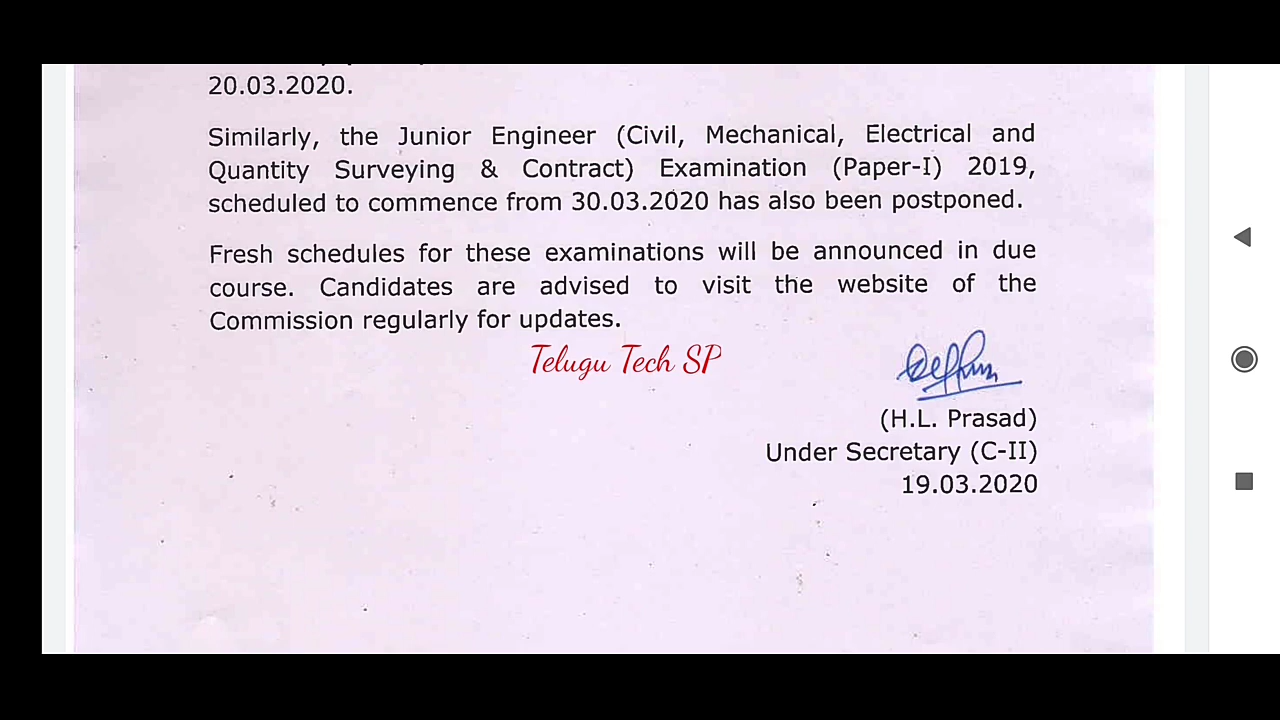 20.03.2020.
Similarly, the Junior Engineer (Civil, Mechanical, Electrical and
Quantity Surveying & Contract) Examination (Paper-I) 2019,
scheduled to commence from 30.03.2020 has also been postponed.
Fresh schedules for these examinations will be announced in due
course. Candidates are advised to visit the website of the
Commission regularly for updates.
Telugu Tech SP
(H.L. Prasad)
Under Secretary (C-II)
19.03.2020